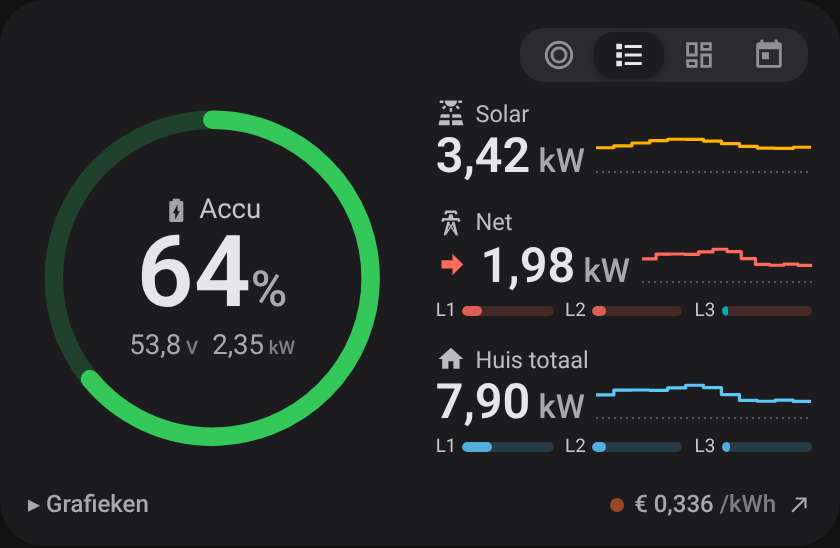 Accu
64%
53,8 V 2,35 kW
Solar
3,42 kW
Net
1,98 kW
L1 L2 L3
Huis totaal
7,90 kW
L1 L2 L3
Grafieken
€ 0,336 /kWh